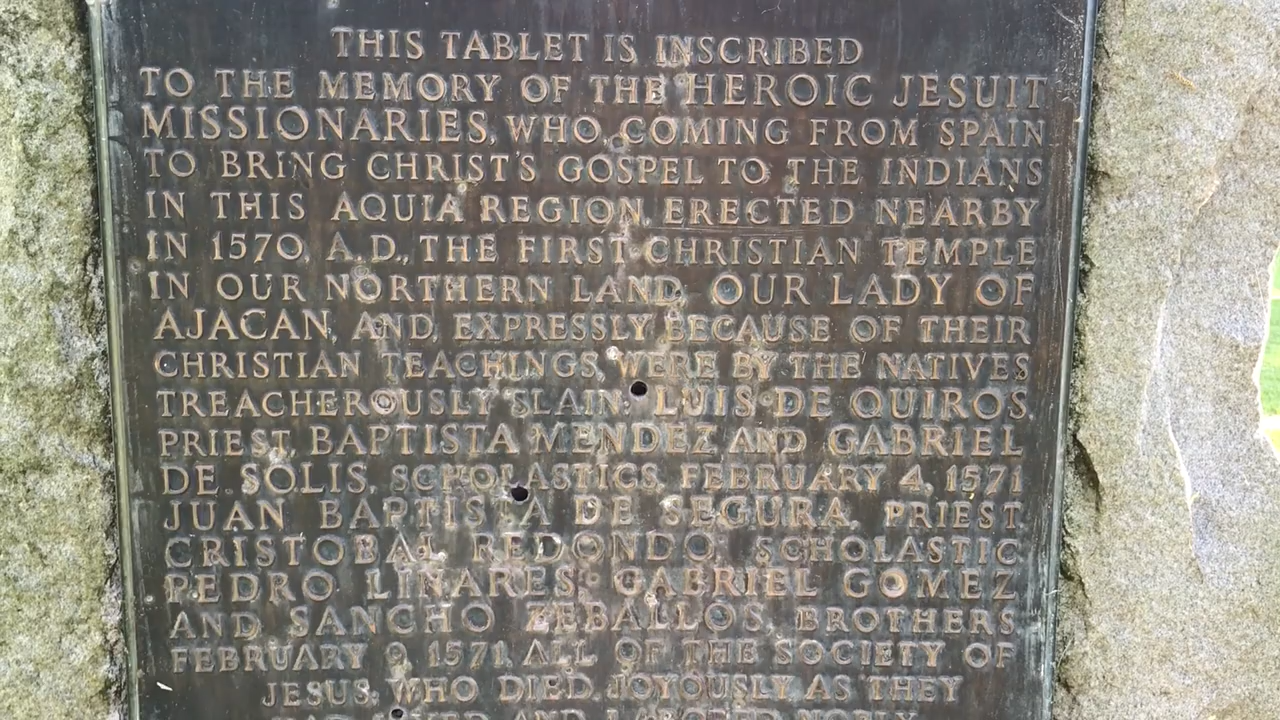 THIS TABLET IS INSCRIBED
TO THE MEMORY OF THE HEROIC JESUIT
MISSIONARIES, WHO, COMING FROM SPAIN
TO BRING CHRIST'S GOSPEL TO THE INDIANS
IN THIS AQUIA REGION ERECTED NEARBY
IN 1570, A.D., THE FIRST CHRISTIAN TEMPLE
IN OUR NORTHERN LAND, OUR LADY OF
AJACAN, AND, EXPRESSLY BECAUSE OF THEIR
CHRISTIAN TEACHINGS, WERE BY THE NATIVES
TREACHEROUSLY SLAIN: LUIS DE QUIROS,
PRIEST, BAPTISTA MENDEZ AND GABRIEL
DE SOLIS, SCHOLASTICS, FEBRUARY 4, 1571
JUAN BAPTISTA DE SEGURA, PRIEST,
CRISTOBAL REDONDO, SCHOLASTIC
PEDRO LINARES, GABRIEL GOMEZ
AND SANCHO ZEBALLOS, BROTHERS
FEBRUARY 9, 1571, ALL OF THE SOCIETY OF
JESUS, WHO DIED JOYOUSLY AS THEY
HAD LIVED AND LABORED NOBLY